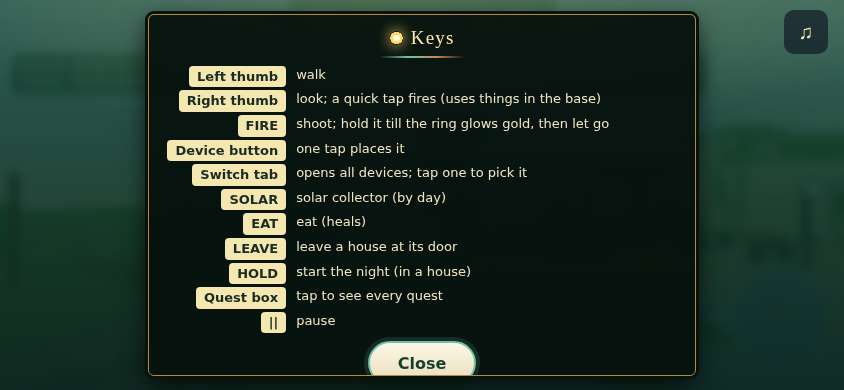 Keys
Left thumb walk
Right thumb look; a quick tap fires (uses things in the base)
FIRE shoot; hold it till the ring glows gold, then let go
Device button one tap places it
Switch tab opens all devices; tap one to pick it
SOLAR solar collector (by day)
EAT eat (heals)
LEAVE leave a house at its door
HOLD start the night (in a house)
Quest box tap to see every quest
|| pause
Close